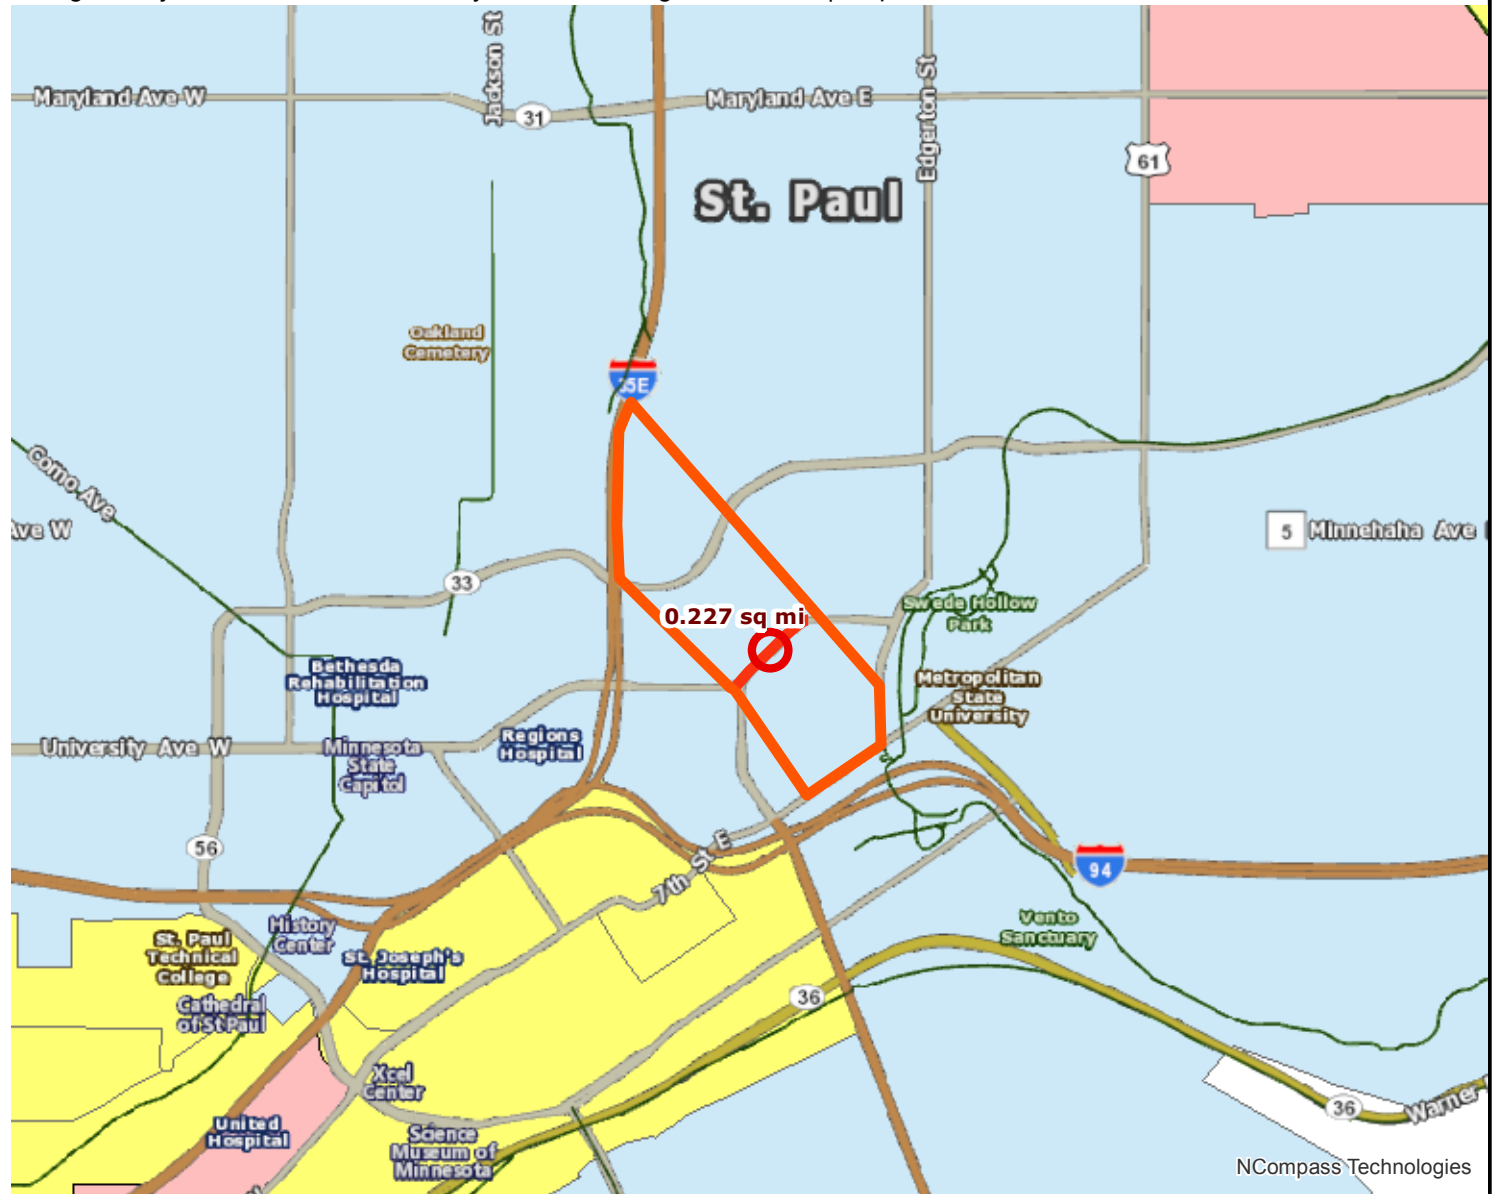 Jackson St
Maryland Ave W
Maryland Ave E
31
Edgerton St
61
St. Paul
Oakland
Cemetery
35E
Como Ave
Ave W
5
Minnehaha Ave
33
0.227 sq mi
Swede Hollow
Park
Bethesda
Rehabilitation
Hospital
Metropolitan
State
University
Regions
Hospital
University Ave W
Minnesota
State
Capitol
56
7th St E
94
History
Center
Vento
Sanctuary
St. Paul
Technical
College
St. Joseph's
Hospital
Cathedral
of St Paul
36
Xcel
Center
United
Hospital
Science
Museum of
Minnesota
36
Warner
NCompass Technologies